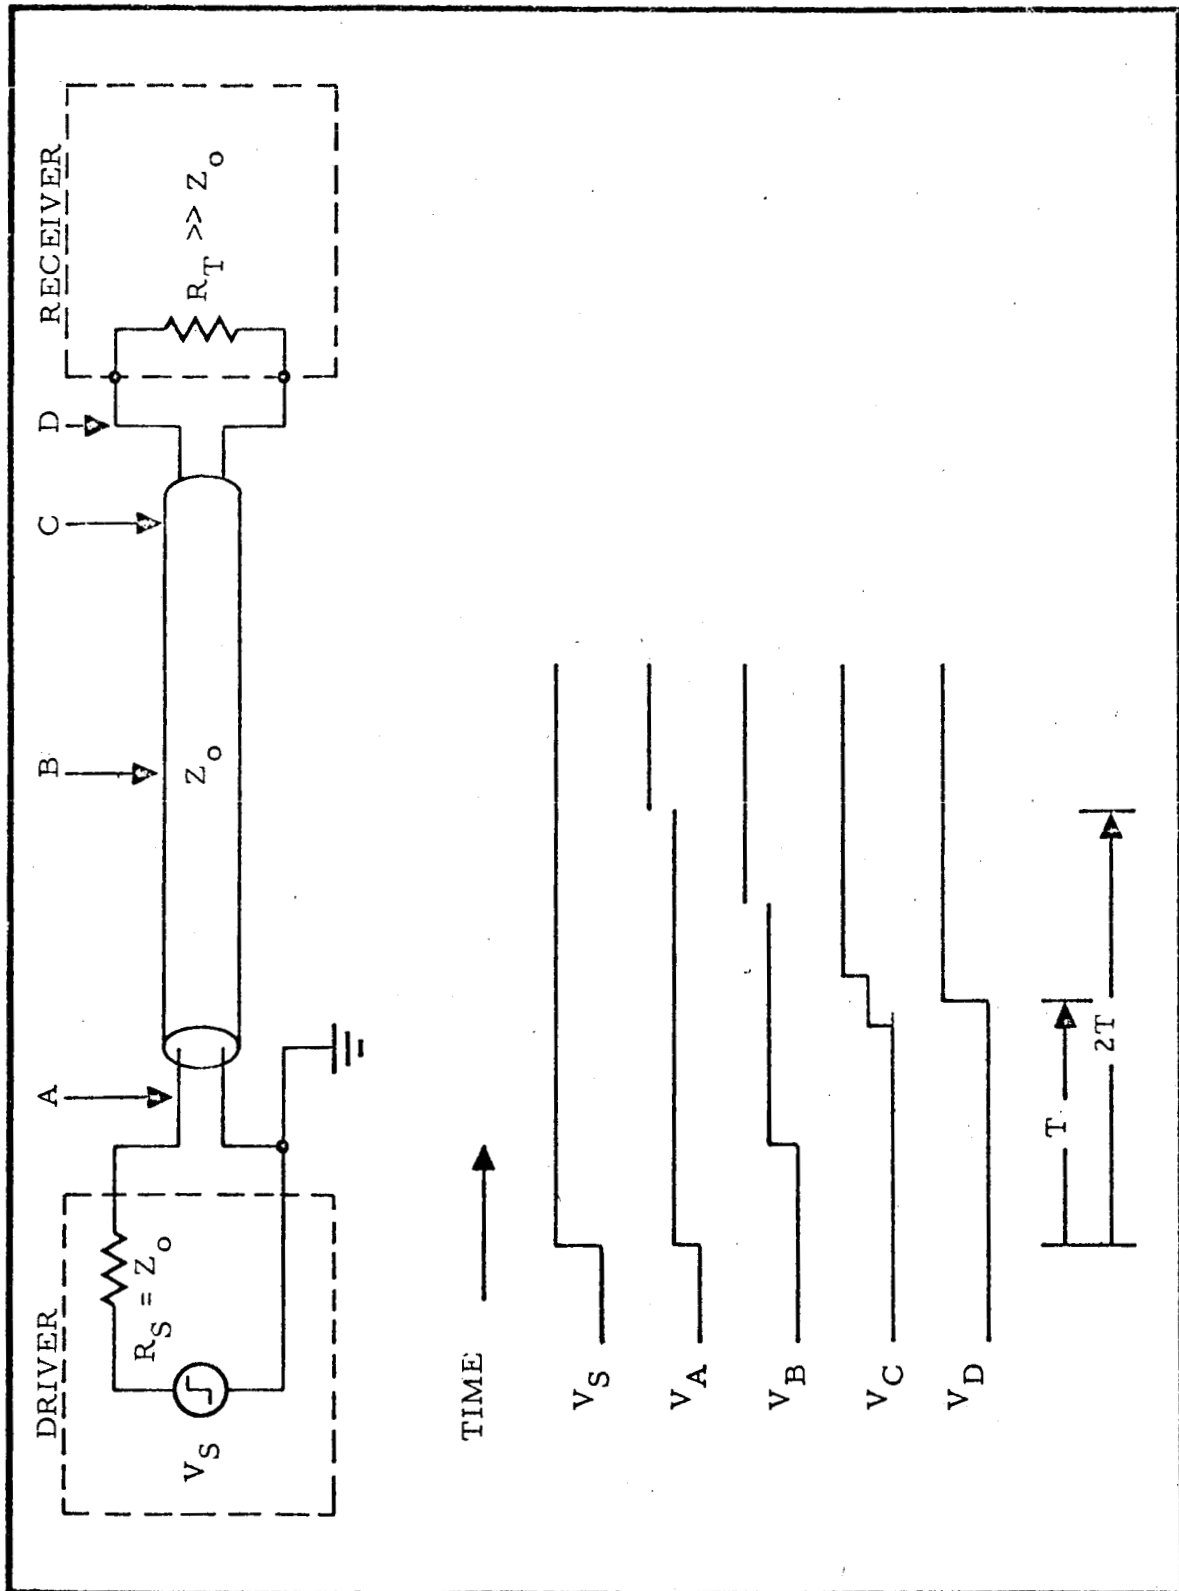 DRIVER
RECEIVER
A
B
C
D
R_S = Z_o
V_S
Z_o
R_T >> Z_o
TIME
V_S
V_A
V_B
V_C
V_D
T
2T